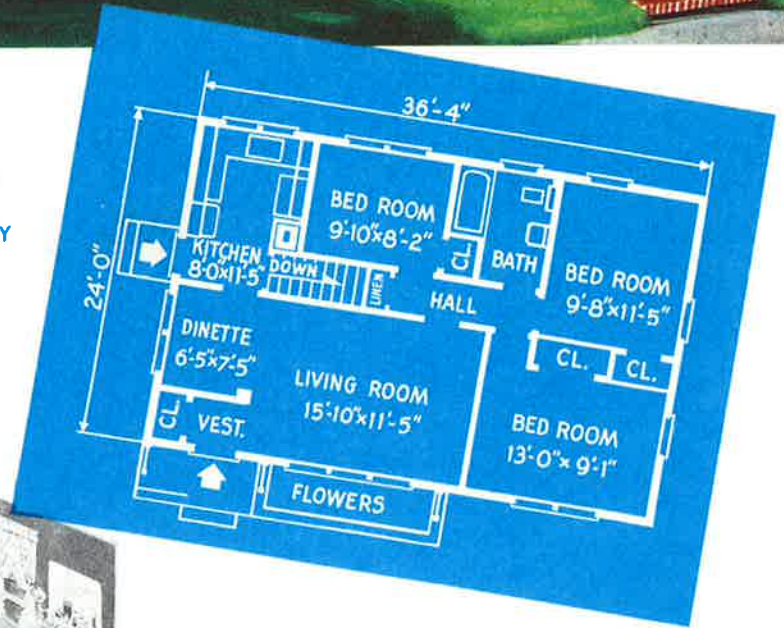 36'-4"
Y
24'-0"
BED ROOM
9'-10"x8'-2"
KITCHEN
8'-0"x11'-5"
DOWN
LINEN
CL.
BATH
HALL
BED ROOM
9'-8"x11'-5"
DINETTE
6'-5"x7'-5"
LIVING ROOM
15'-10"x11'-5"
CL.
CL.
CL.
VEST.
BED ROOM
13'-0"x 9'-1"
FLOWERS